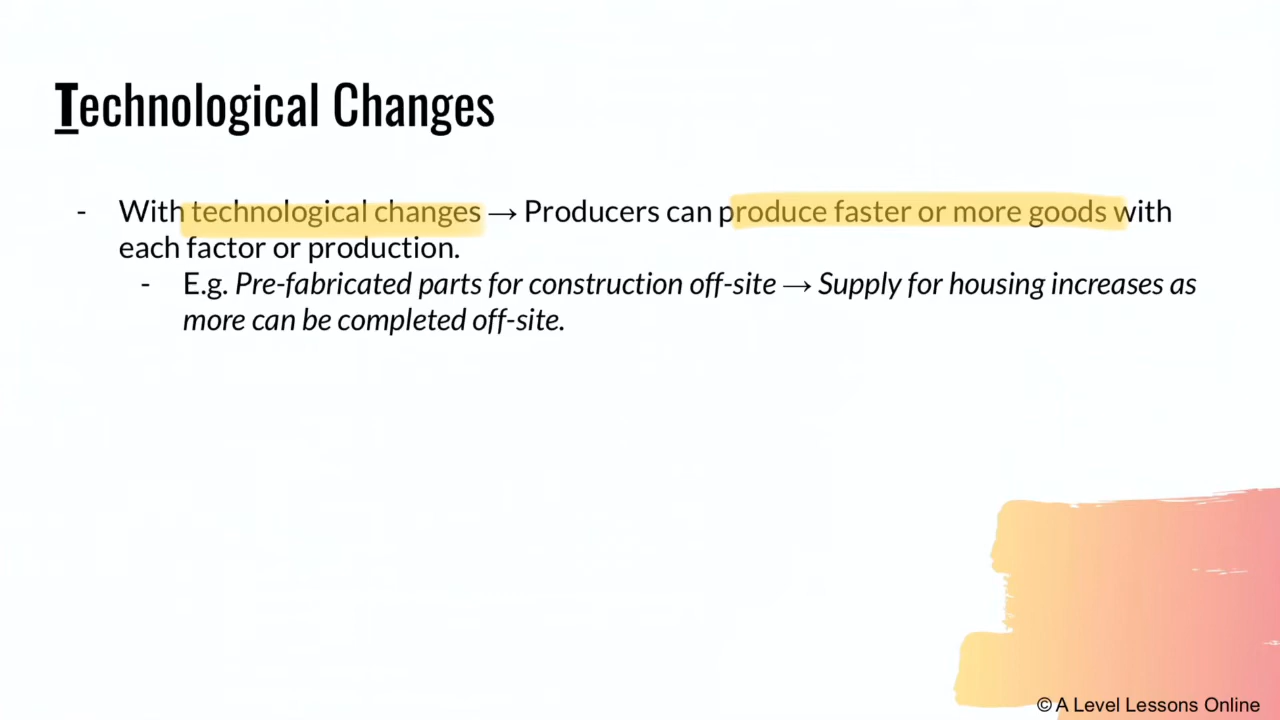 Technological Changes
- With technological changes → Producers can produce faster or more goods with
each factor or production.
- E.g. Pre-fabricated parts for construction off-site → Supply for housing increases as
more can be completed off-site.
© A Level Lessons Online